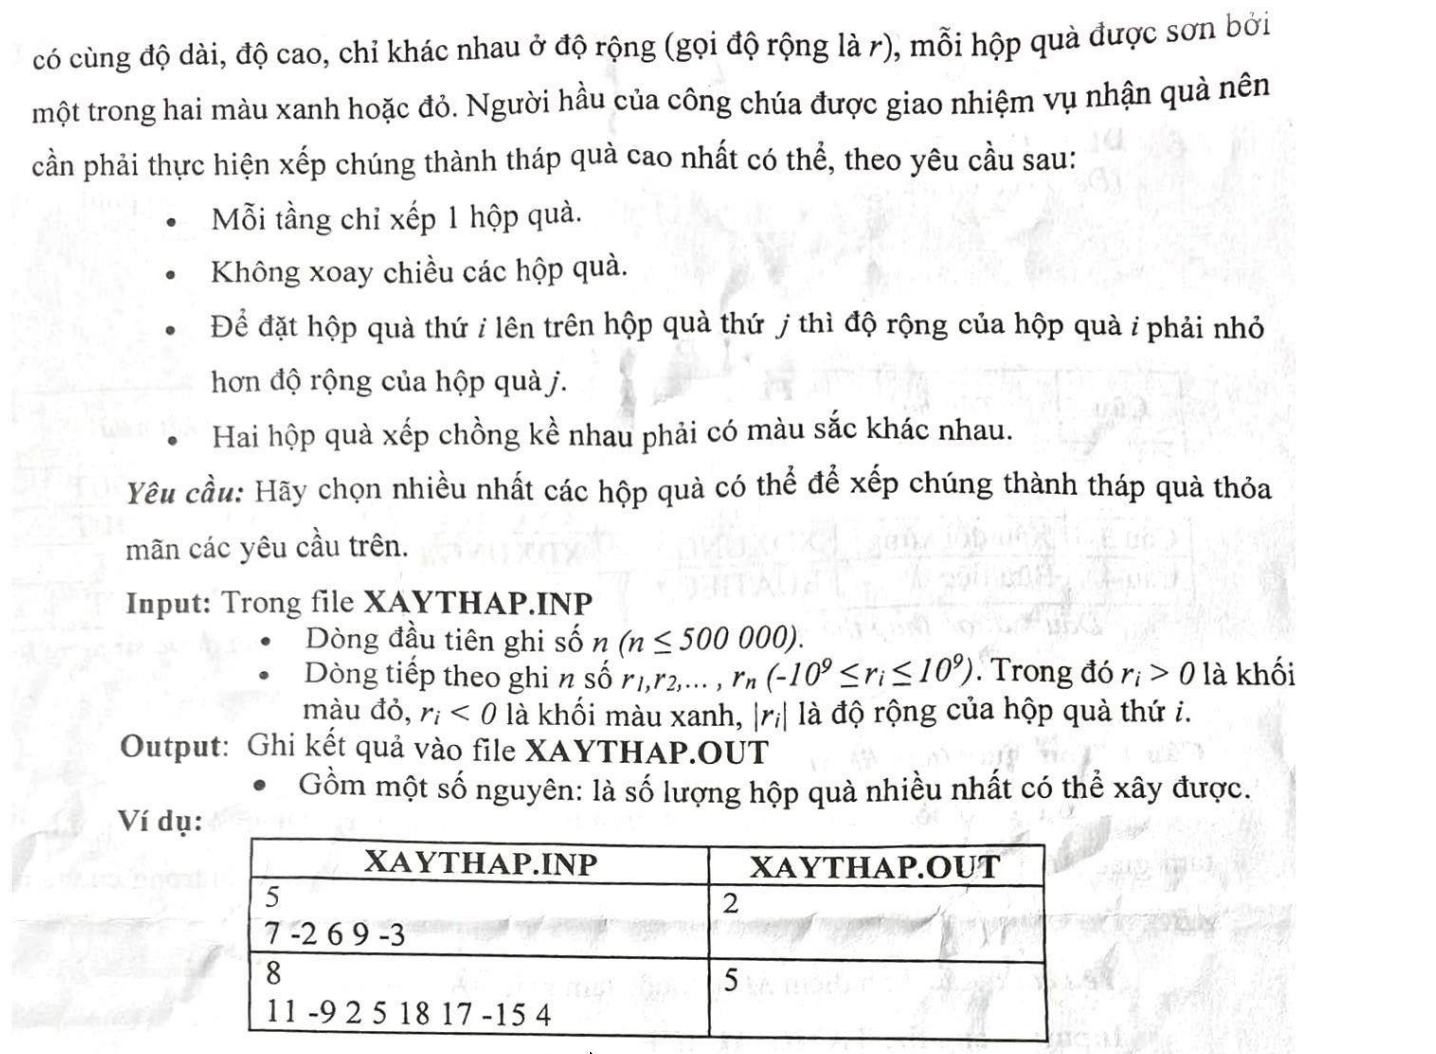 có cùng độ dài, độ cao, chỉ khác nhau ở độ rộng (gọi độ rộng là r), mỗi hộp quà được sơn bởi
một trong hai màu xanh hoặc đỏ. Người hầu của công chúa được giao nhiệm vụ nhận quà nên
cần phải thực hiện xếp chúng thành tháp quà cao nhất có thể, theo yêu cầu sau:
• Mỗi tầng chỉ xếp 1 hộp quà.
• Không xoay chiều các hộp quà.
• Để đặt hộp quà thứ i lên trên hộp quà thứ j thì độ rộng của hộp quà i phải nhỏ
hơn độ rộng của hộp quà j.
• Hai hộp quà xếp chồng kề nhau phải có màu sắc khác nhau.
Yêu cầu: Hãy chọn nhiều nhất các hộp quà có thể để xếp chúng thành tháp quà thỏa
mãn các yêu cầu trên.
Input: Trong file XAYTHAP.INP
• Dòng đầu tiên ghi số n (n ≤ 500 000).
• Dòng tiếp theo ghi n số r1,r2,... , rn (-10⁹ ≤ri ≤ 10⁹). Trong đó ri > 0 là khối
màu đỏ, ri < 0 là khối màu xanh, |ri| là độ rộng của hộp quà thứ i.
Output: Ghi kết quả vào file XAYTHAP.OUT
• Gồm một số nguyên: là số lượng hộp quà nhiều nhất có thể xây được.
Ví dụ:
XAYTHAP.INP XAYTHAP.OUT
5 2
7 -2 6 9 -3
8 5
11 -9 2 5 18 17 -15 4